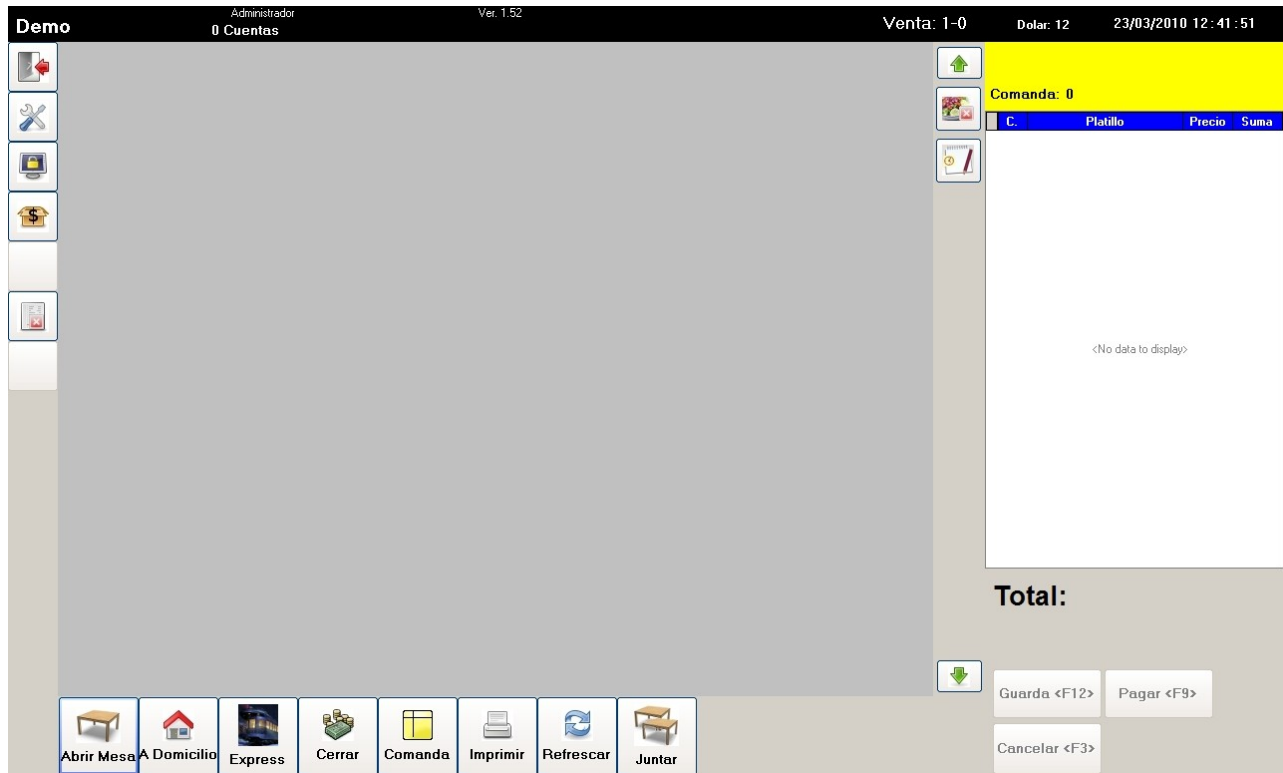 Demo
Administrador
0 Cuentas
Ver. 1.52
Venta: 1-0
Dolar: 12
23/03/2010 12:41:51
Comanda: 0
C. Platillo Precio Suma
<No data to display>
Total:
Guarda <F12> Pagar <F9>
Cancelar <F3>
Abrir Mesa A Domicilio Express Cerrar Comanda Imprimir Refrescar Juntar